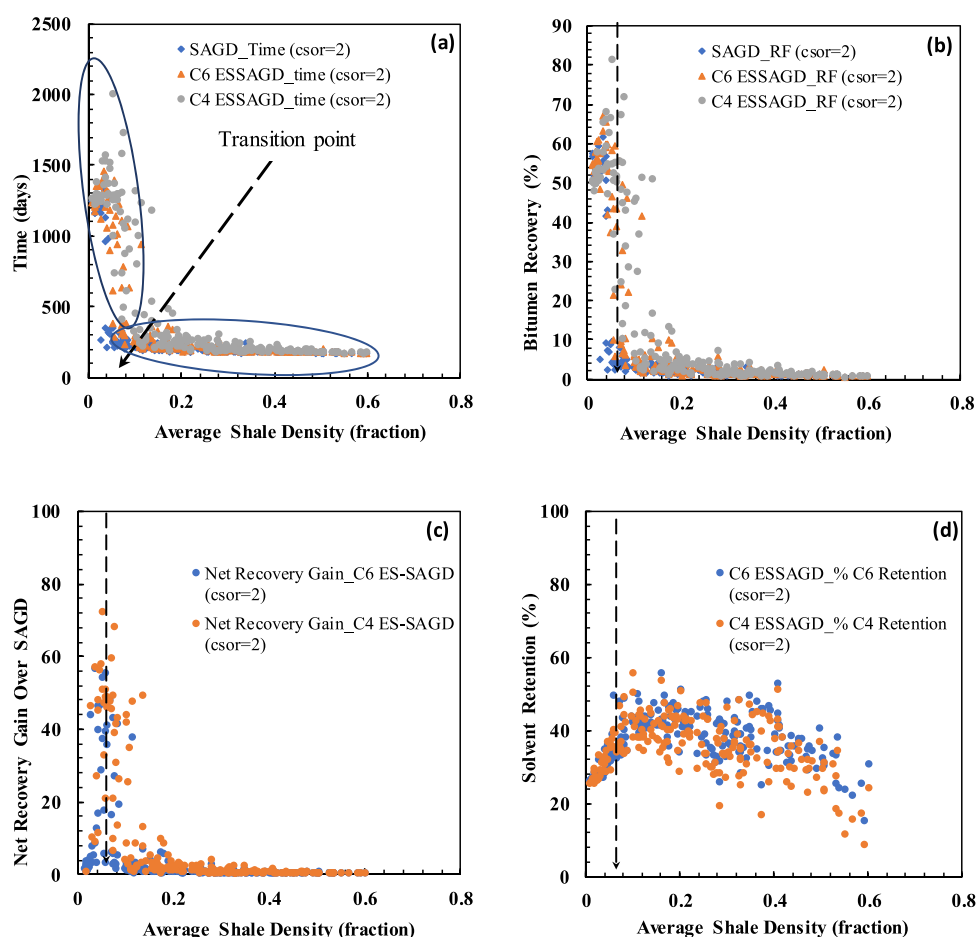 2500
2000
1500
1000
500
0
Time (days)
(a)
SAGD_Time (csor=2)
C6 ESSAGD_time (csor=2)
C4 ESSAGD_time (csor=2)
Transition point
0 0.2 0.4 0.6 0.8
Average Shale Density (fraction)
90
80
70
60
50
40
30
20
10
0
Bitumen Recovery (%)
(b)
SAGD_RF (csor=2)
C6 ESSAGD_RF (csor=2)
C4 ESSAGD_RF (csor=2)
0 0.2 0.4 0.6 0.8
Average Shale Density (fraction)
100
80
60
40
20
0
Net Recovery Gain Over SAGD
(c)
Net Recovery Gain_C6 ES-SAGD
(csor=2)
Net Recovery Gain_C4 ES-SAGD
(csor=2)
0 0.2 0.4 0.6 0.8
Average Shale Density (fraction)
100
80
60
40
20
0
Solvent Retention (%)
(d)
C6 ESSAGD_% C6 Retention
(csor=2)
C4 ESSAGD_% C4 Retention
(csor=2)
0 0.2 0.4 0.6 0.8
Average Shale Density (fraction)